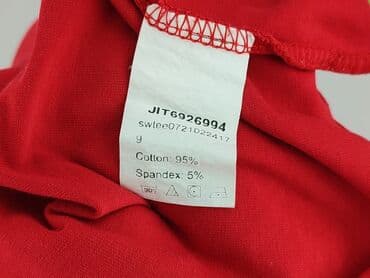 JIT6926994
swtee0721022417
g
Cotton: 95%
Spandex: 5%